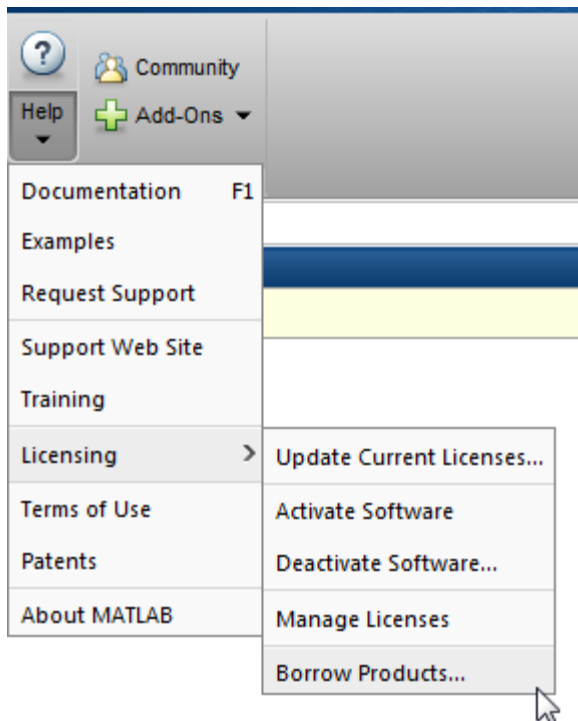 ?
Community
Help
Add-Ons
Documentation F1
Examples
Request Support
Support Web Site
Training
Licensing
Update Current Licenses...
Terms of Use
Activate Software
Patents
Deactivate Software...
About MATLAB
Manage Licenses
Borrow Products...